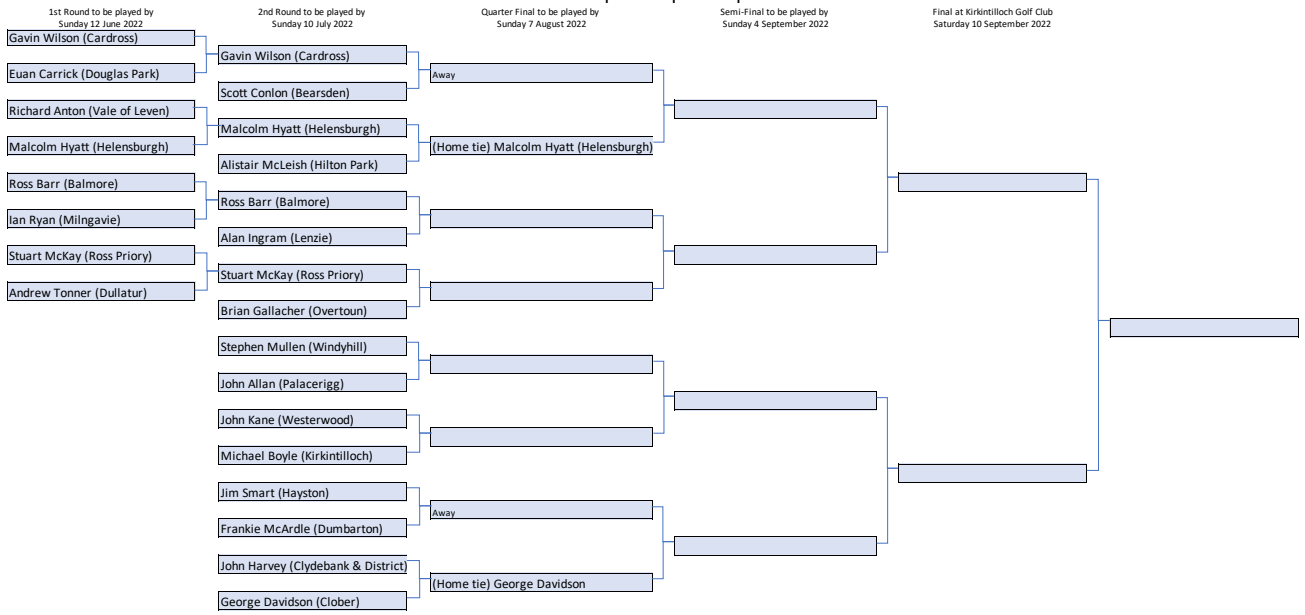 1st Round to be played by
Sunday 12 June 2022
2nd Round to be played by
Sunday 10 July 2022
Quarter Final to be played by
Sunday 7 August 2022
Semi-Final to be played by
Sunday 4 September 2022
Final at Kirkintilloch Golf Club
Saturday 10 September 2022
Gavin Wilson (Cardross)
Euan Carrick (Douglas Park)
Richard Anton (Vale of Leven)
Malcolm Hyatt (Helensburgh)
Ross Barr (Balmore)
Ian Ryan (Milngavie)
Stuart McKay (Ross Priory)
Andrew Tonner (Dullatur)
Gavin Wilson (Cardross)
Scott Conlon (Bearsden)
Malcolm Hyatt (Helensburgh)
Alistair McLeish (Hilton Park)
Ross Barr (Balmore)
Alan Ingram (Lenzie)
Stuart McKay (Ross Priory)
Brian Gallacher (Overtoun)
Stephen Mullen (Windyhill)
John Allan (Palacerigg)
John Kane (Westerwood)
Michael Boyle (Kirkintilloch)
Jim Smart (Hayston)
Frankie McArdle (Dumbarton)
John Harvey (Clydebank & District)
George Davidson (Clober)
Away
(Home tie) Malcolm Hyatt (Helensburgh)
Away
(Home tie) George Davidson